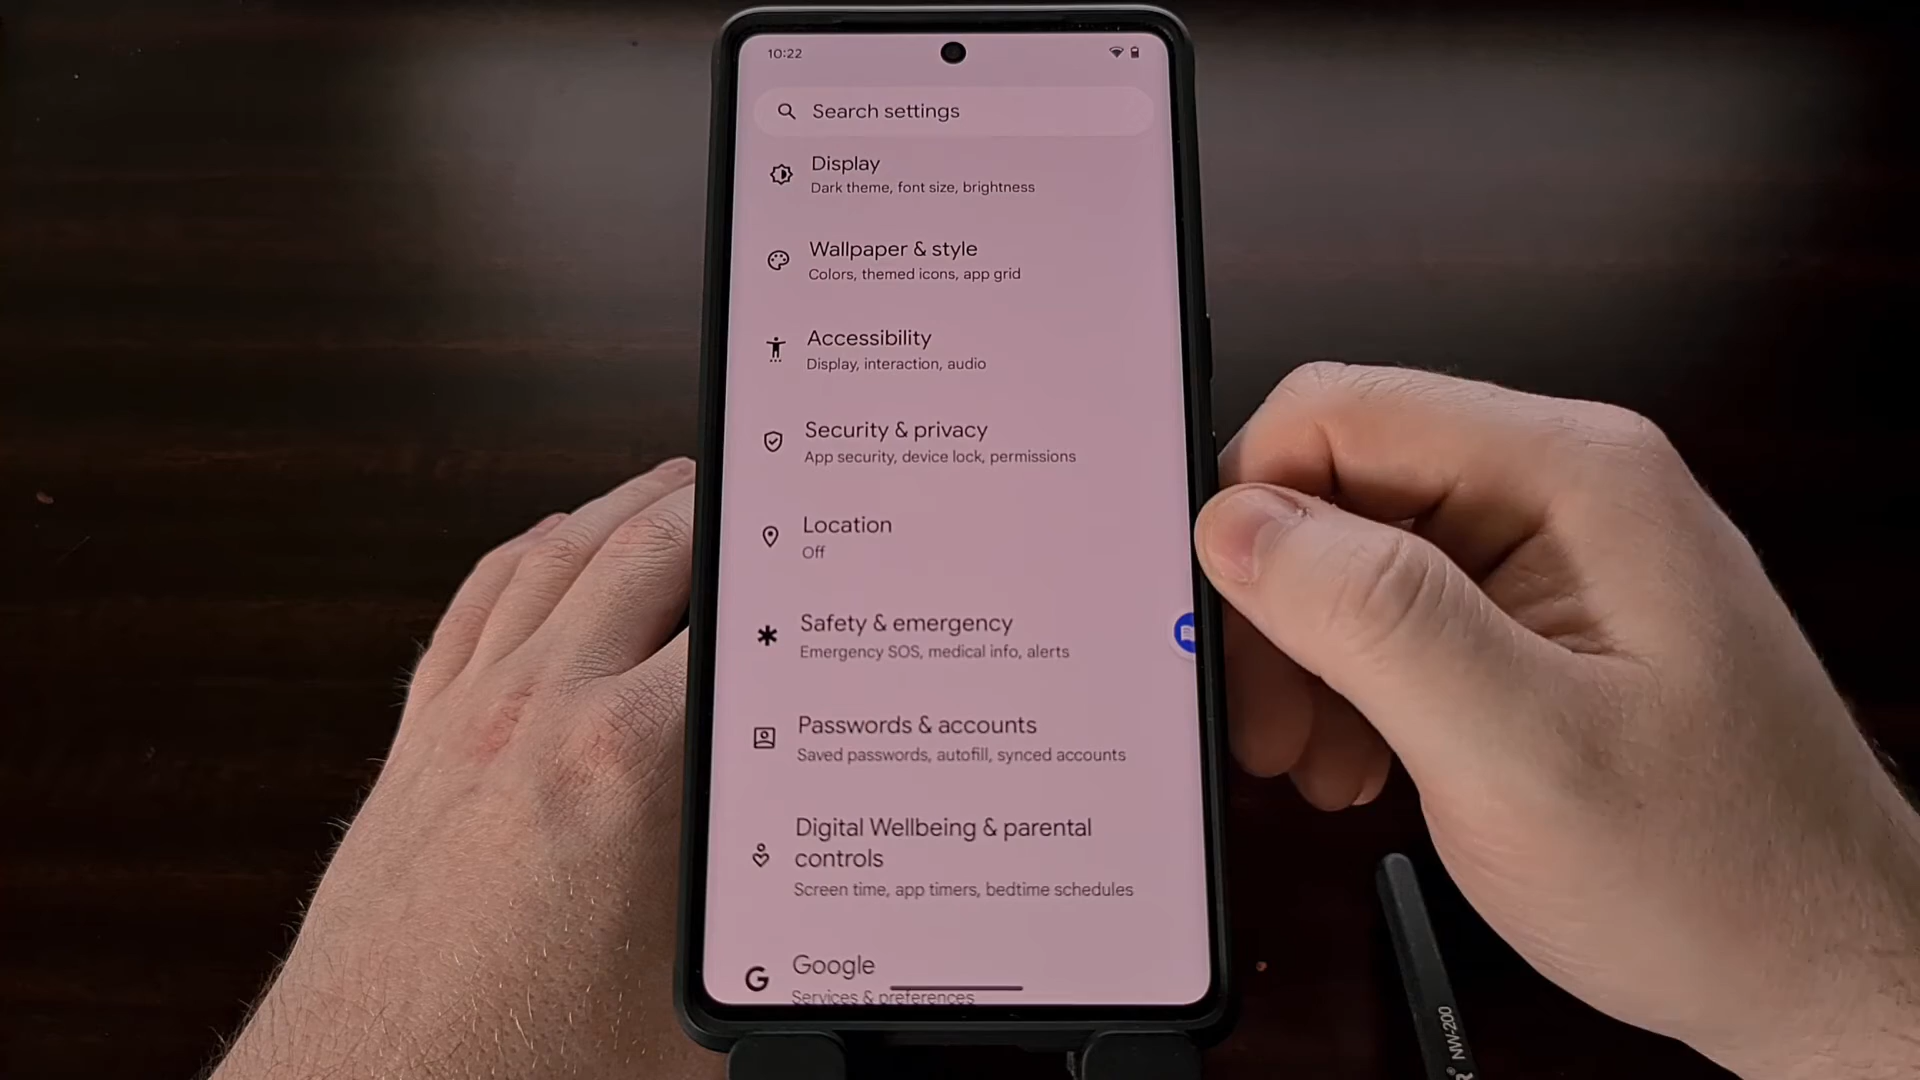 10:22
Search settings
Display
Dark theme, font size, brightness
Wallpaper & style
Colors, themed icons, app grid
Accessibility
Display, interaction, audio
Security & privacy
App security, device lock, permissions
Location
Off
Safety & emergency
Emergency SOS, medical info, alerts
Passwords & accounts
Saved passwords, autofill, synced accounts
Digital Wellbeing & parental
controls
Screen time, app timers, bedtime schedules
Google
Services & preferences
NW-200